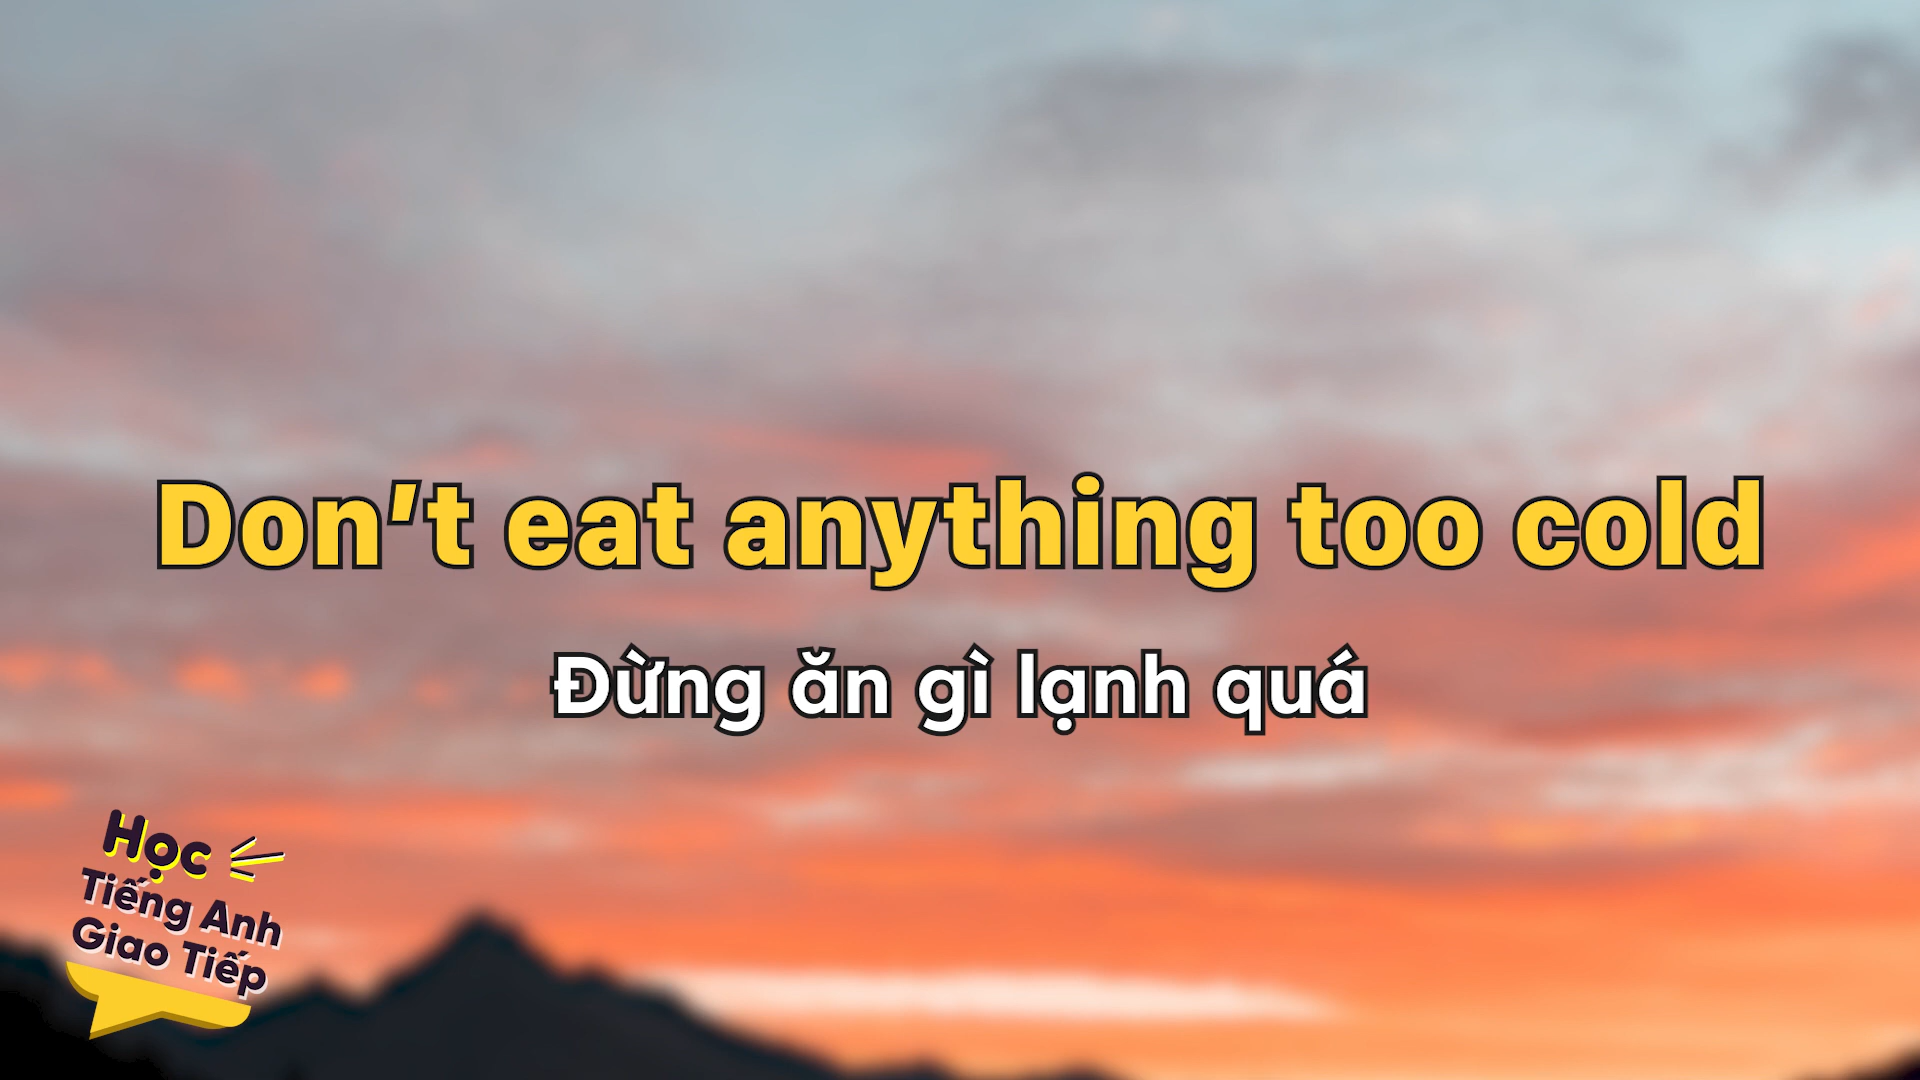 Don’t eat anything too cold
Đừng ăn gì lạnh quá
Học
Tiếng Anh
Giao Tiếp